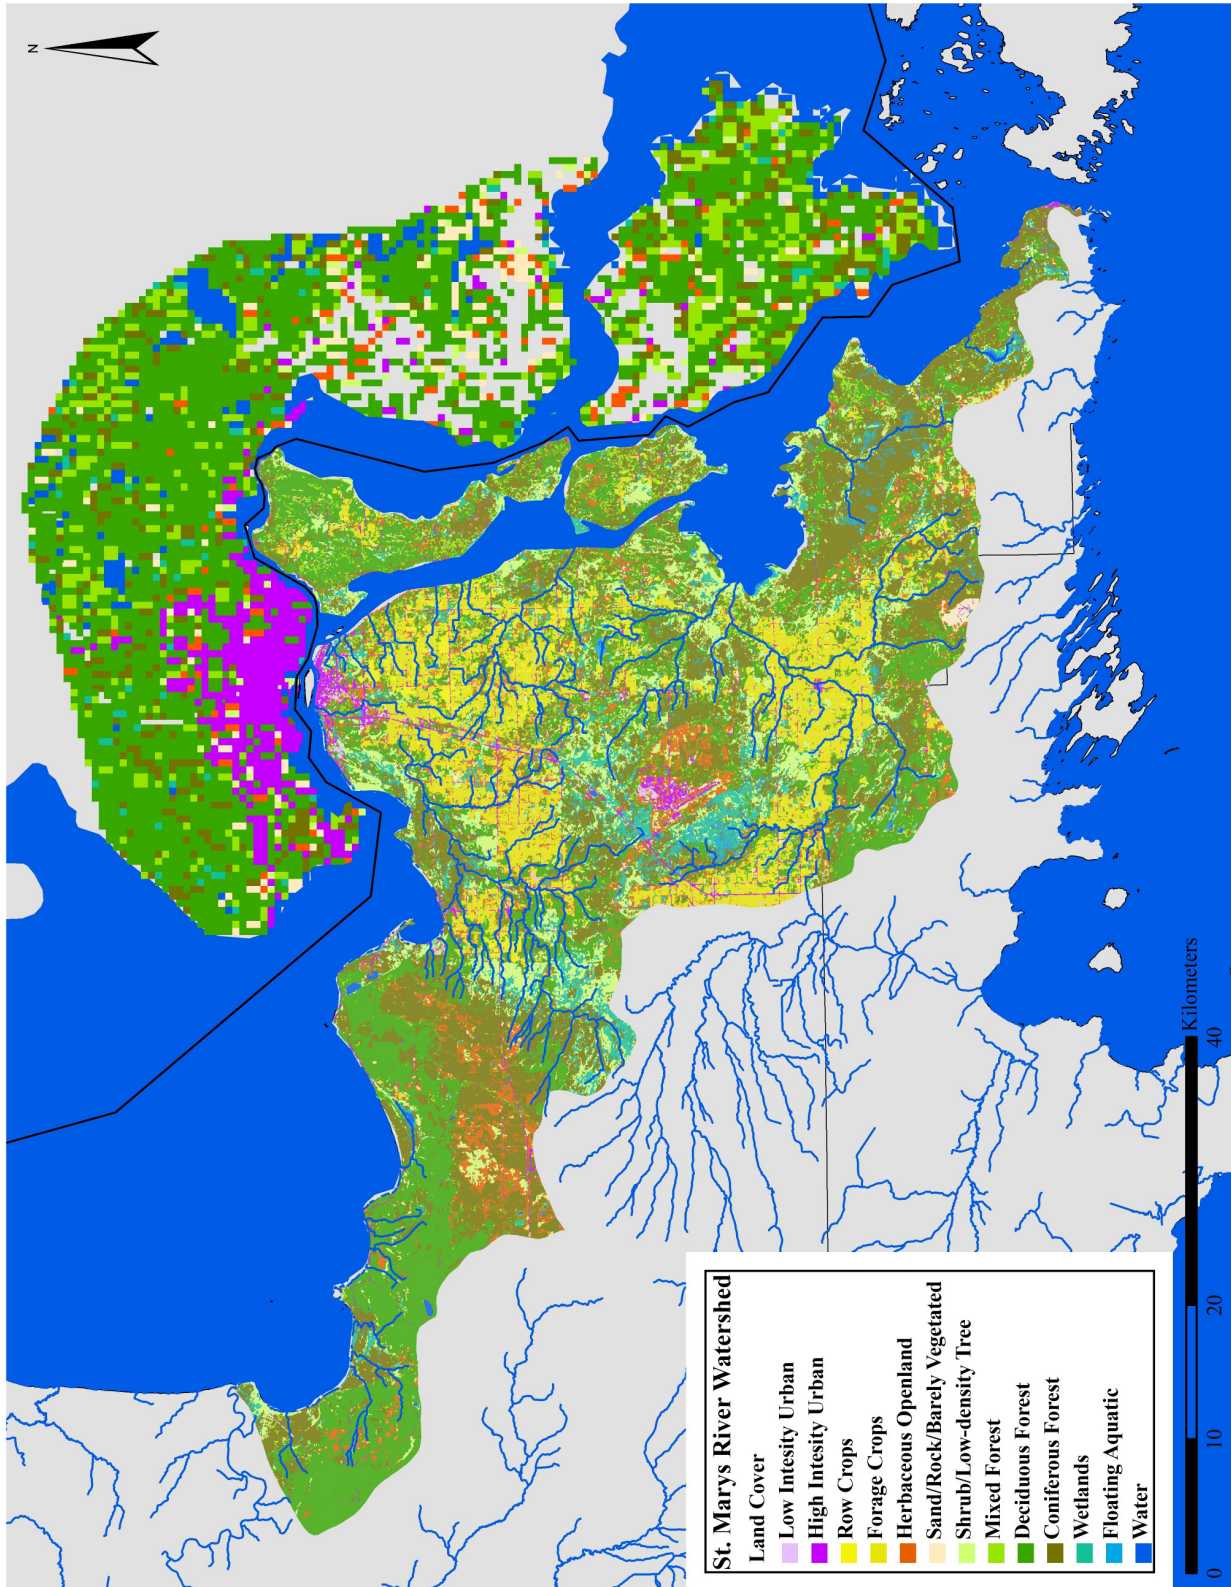 N
St. Marys River Watershed
Land Cover
Low Intesity Urban
High Intesity Urban
Row Crops
Forage Crops
Herbaceous Openland
Sand/Rock/Barely Vegetated
Shrub/Low-density Tree
Mixed Forest
Deciduous Forest
Coniferous Forest
Wetlands
Floating Aquatic
Water
Kilometers
0 10 20 40